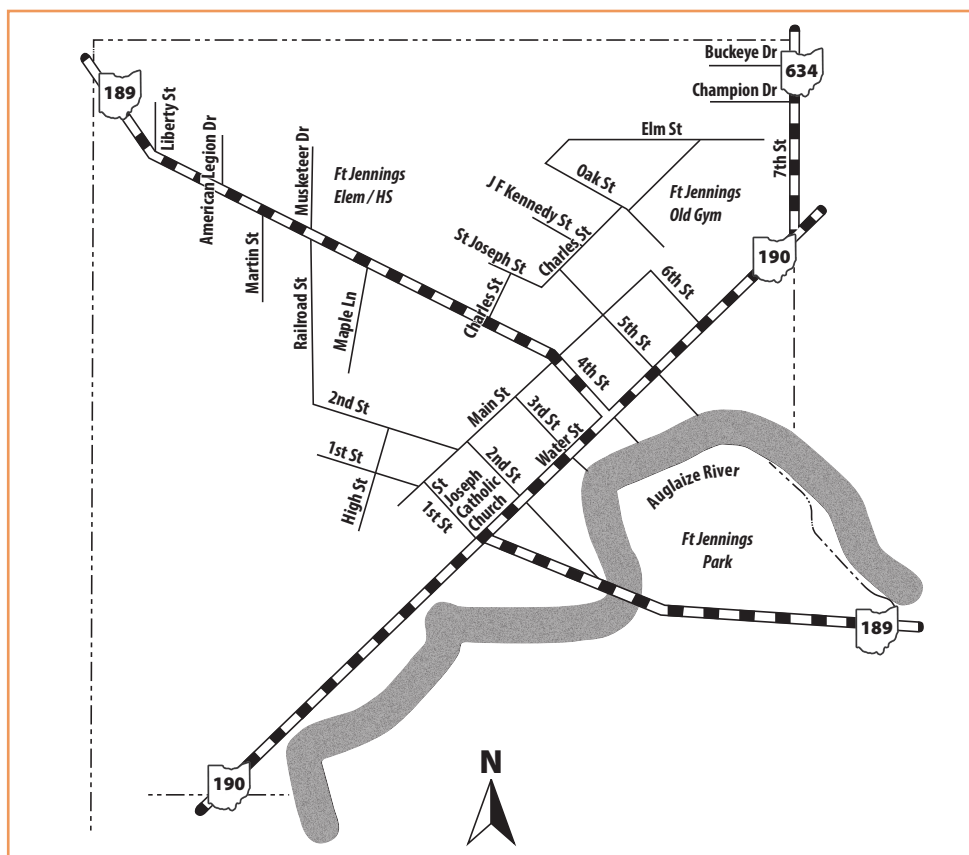 Buckeye Dr
634
Champion Dr
189
Liberty St
American Legion Dr
Musketeer Dr
Ft Jennings
Elem / HS
Elm St
7th St
Oak St
Ft Jennings
Old Gym
J F Kennedy St
Charles St
St Joseph St
190
Martin St
Railroad St
Maple Ln
Charles St
6th St
5th St
4th St
2nd St
Main St
3rd St
Water St
1st St
High St
2nd St
St
Joseph
Catholic
Church
1st St
Auglaize River
Ft Jennings
Park
189
190
N